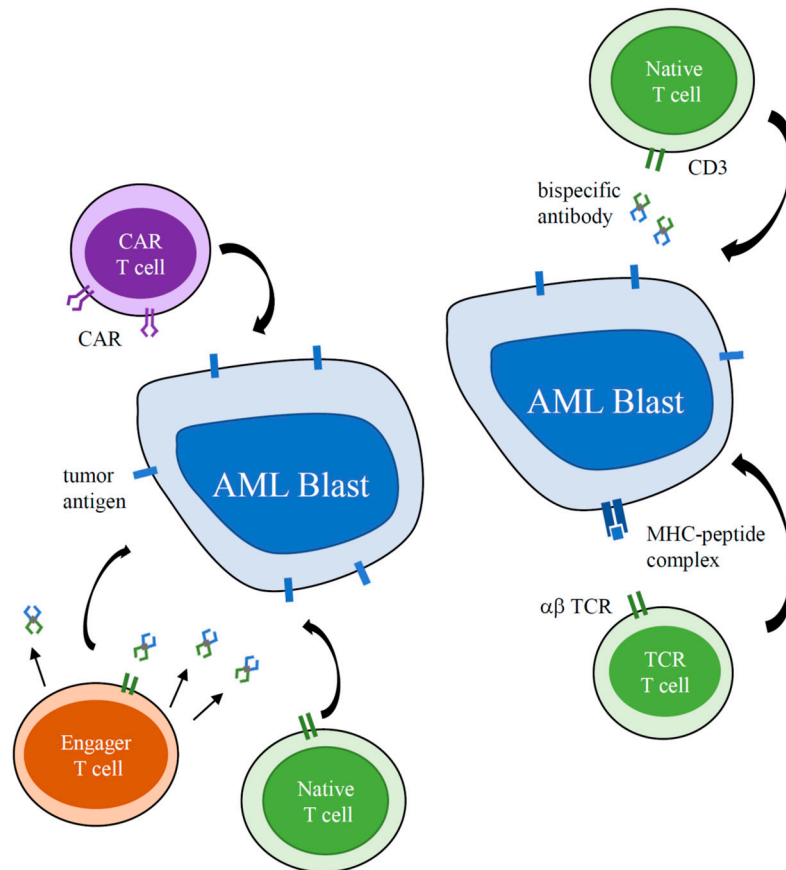 Native
T cell
CD3
bispecific
antibody
CAR
T cell
CAR
AML Blast
AML Blast
tumor
antigen
MHC-peptide
complex
αβ TCR
TCR
T cell
Engager
T cell
Native
T cell